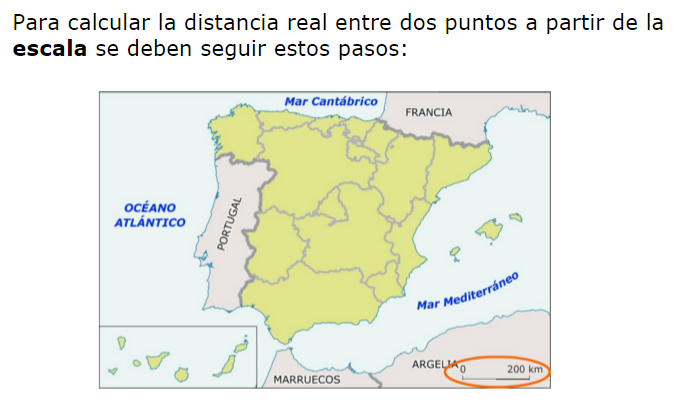 Para calcular la distancia real entre dos puntos a partir de la
escala se deben seguir estos pasos:
Mar Cantábrico
FRANCIA
OCÉANO
ATLÁNTICO
PORTUGAL
Mar Mediterráneo
ARGELIA
0 200 km
MARRUECOS